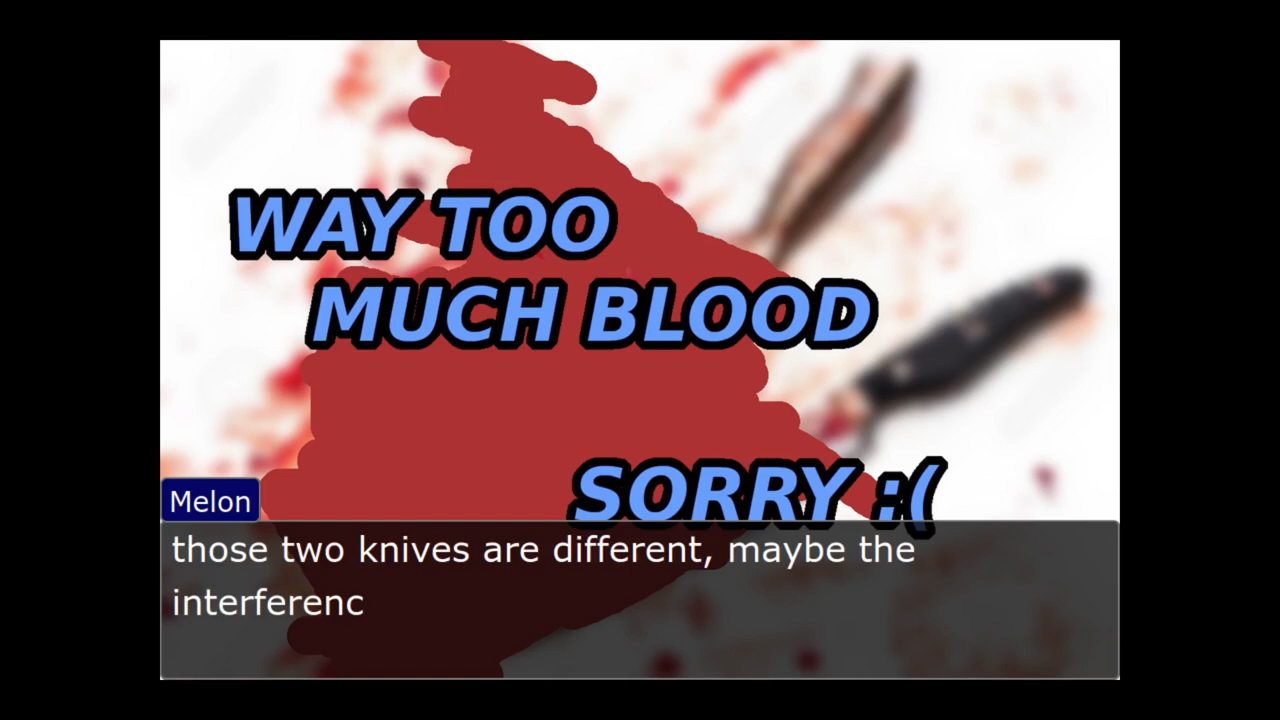 WAY TOO
MUCH BLOOD
SORRY :(
Melon
those two knives are different, maybe the
interferenc